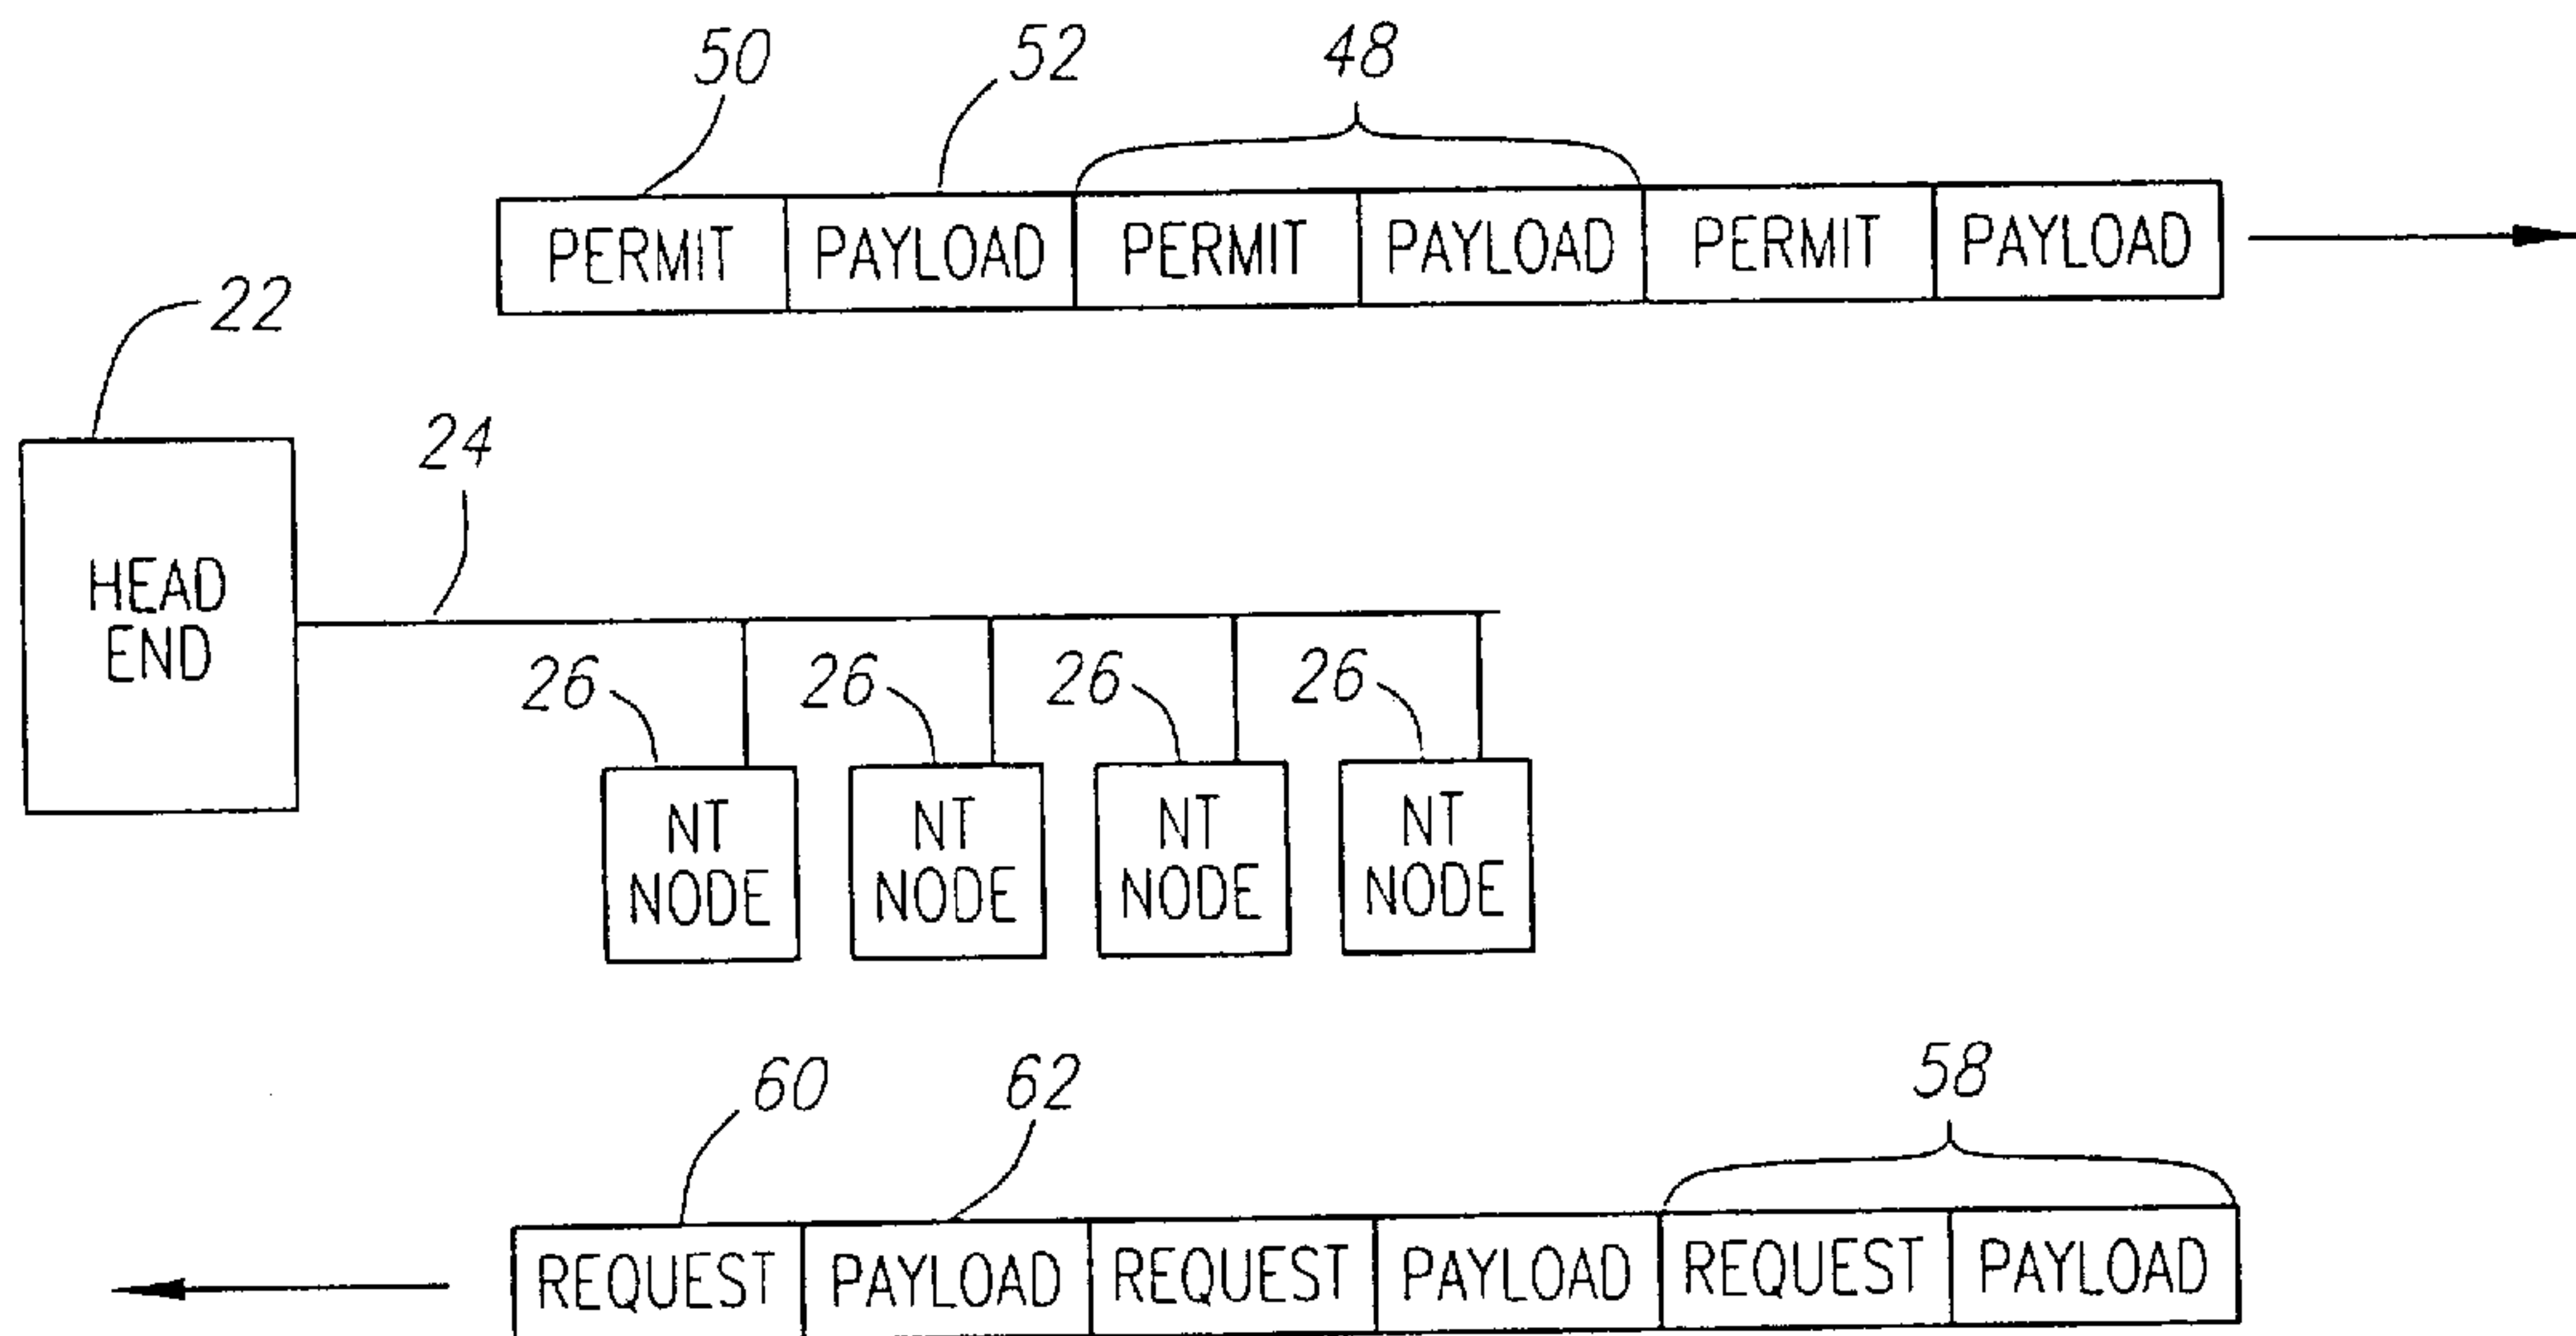 50 52 48
PERMIT PAYLOAD PERMIT PAYLOAD PERMIT PAYLOAD
22
24
HEAD
END
26 26 26 26
NT NT NT NT
NODE NODE NODE NODE
60 62 58
REQUEST PAYLOAD REQUEST PAYLOAD REQUEST PAYLOAD